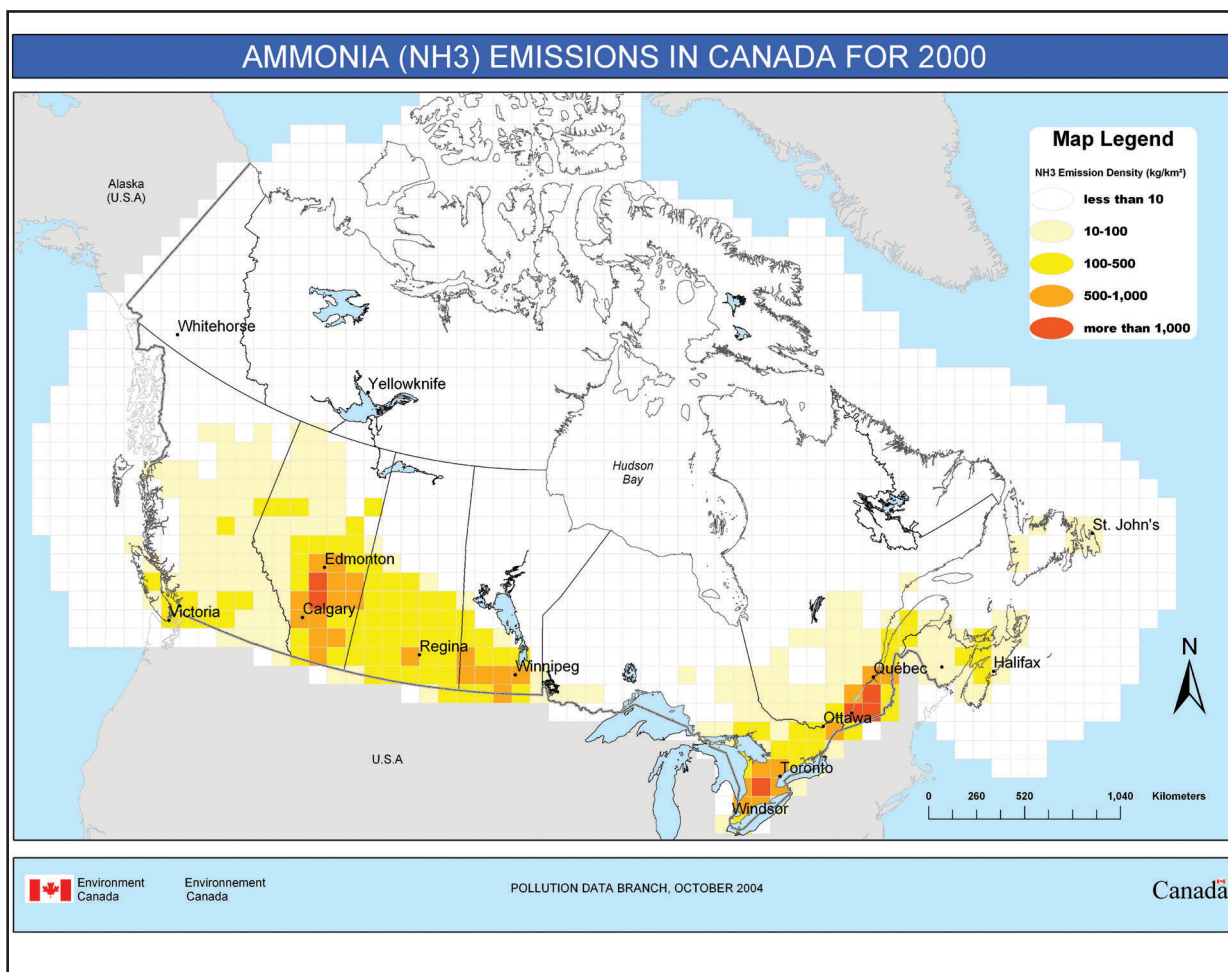 AMMONIA (NH3) EMISSIONS IN CANADA FOR 2000
Alaska
(U.S.A)
Map Legend
NH3 Emission Density (kg/km²)
less than 10
10-100
100-500
500-1,000
more than 1,000
Whitehorse
Yellowknife
Hudson
Bay
St. John's
Edmonton
Victoria
Calgary
Regina
Winnipeg
Québec
Halifax
N
Ottawa
U.S.A
Toronto
Windsor
0 260 520 1,040 Kilometers
Environment
Canada
Environnement
Canada
POLLUTION DATA BRANCH, OCTOBER 2004
Canada